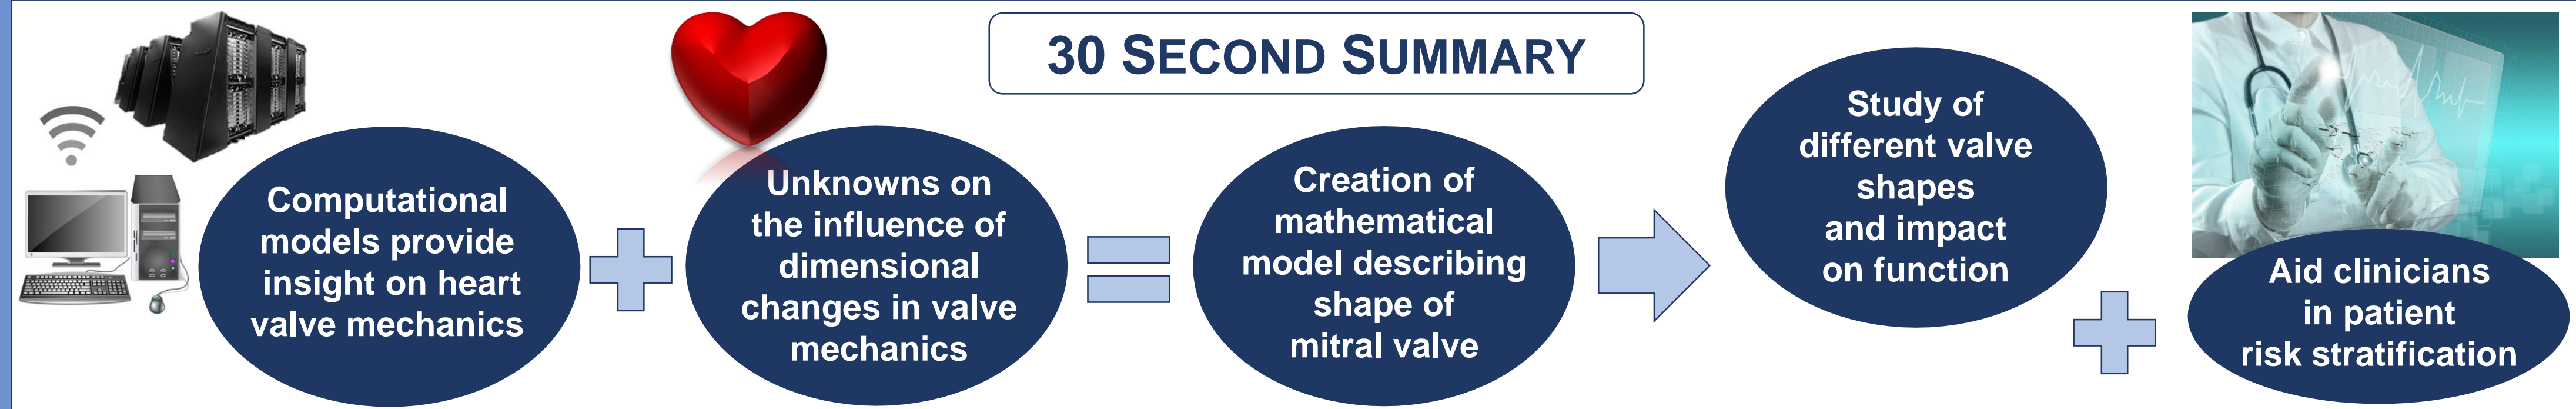 30 SECOND SUMMARY
Computational
models provide
insight on heart
valve mechanics
Unknowns on
the influence of
dimensional
changes in valve
mechanics
Creation of
mathematical
model describing
shape of
mitral valve
Study of
different valve
shapes
and impact
on function
Aid clinicians
in patient
risk stratification